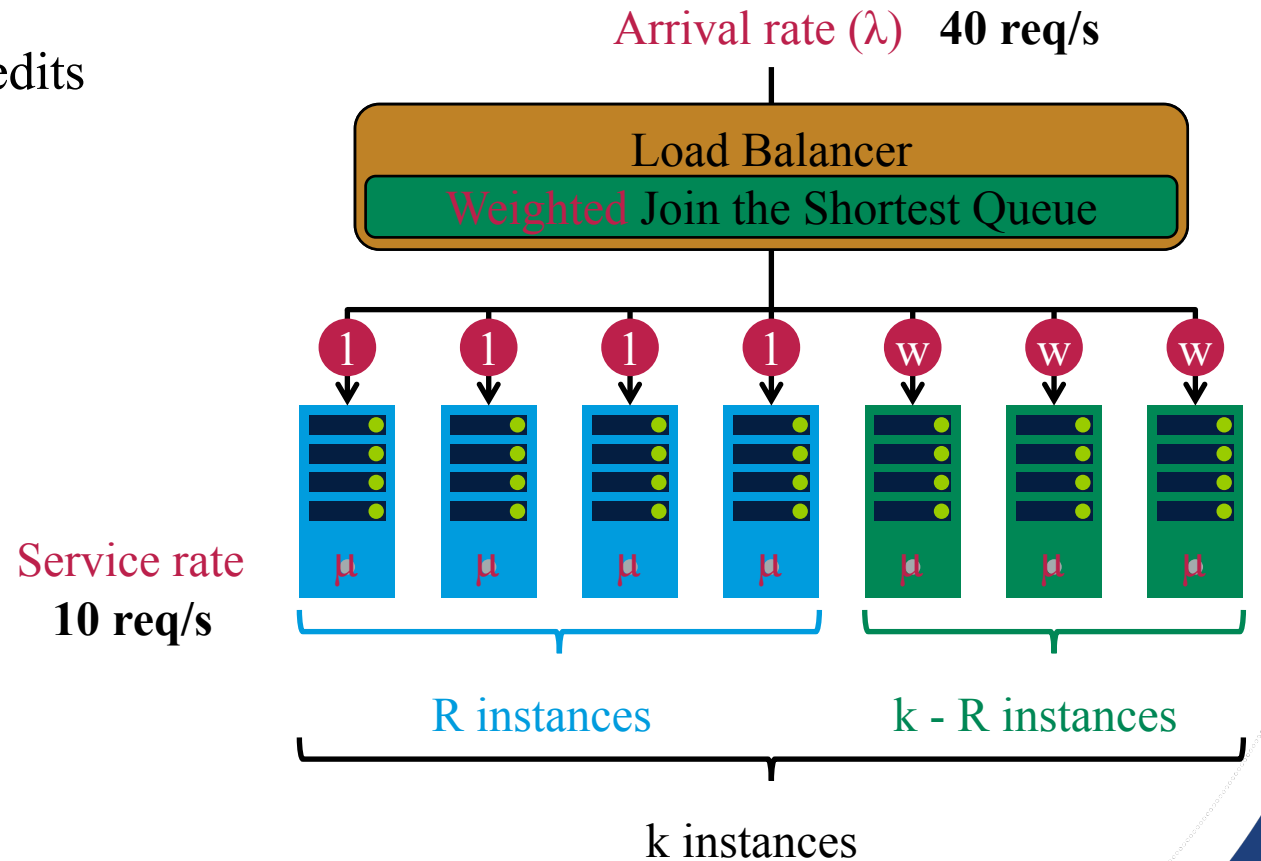 Arrival rate (λ) 40 req/s
edits
Load Balancer
Weighted Join the Shortest Queue
1 1 1 1 w w w
μ μ μ μ μ μ μ
Service rate
10 req/s
R instances k - R instances
k instances